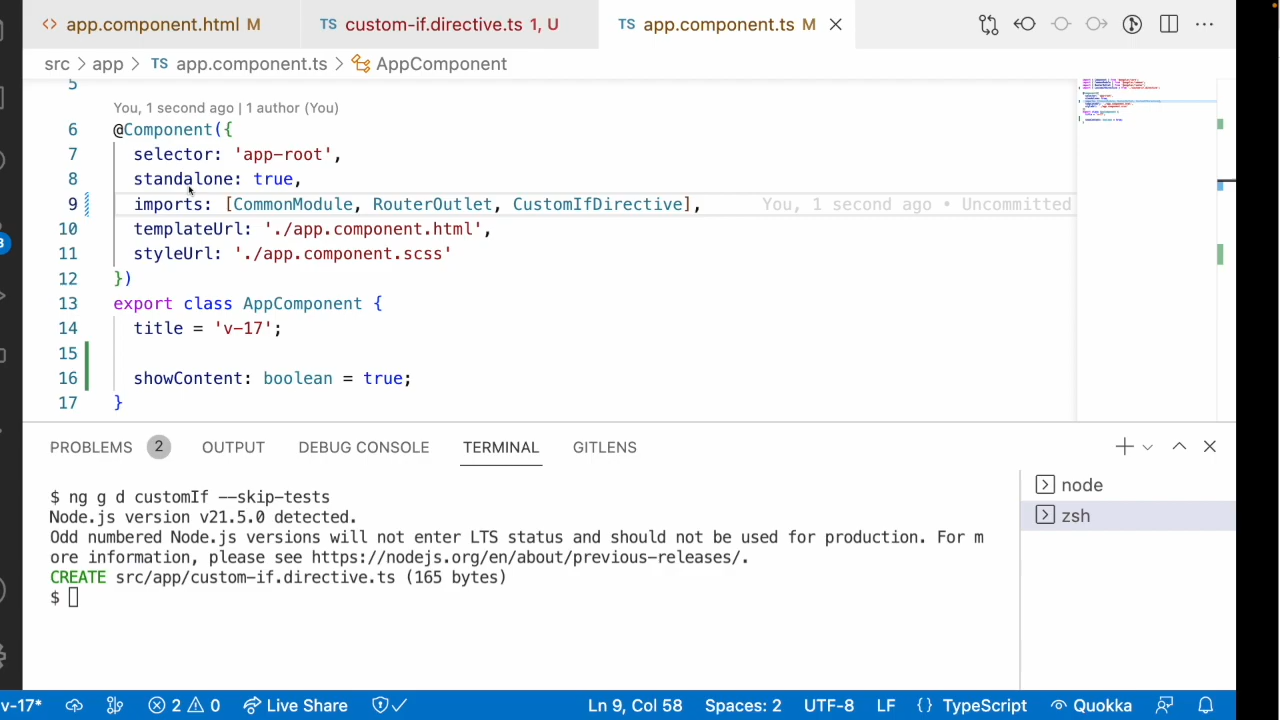 <> app.component.html M
TS custom-if.directive.ts 1, U
TS app.component.ts M
src > app > TS app.component.ts > AppComponent
5
You, 1 second ago | 1 author (You)
6 @Component({
7 selector: 'app-root',
8 standalone: true,
9 imports: [CommonModule, RouterOutlet, CustomIfDirective], You, 1 second ago • Uncommitted
10 templateUrl: './app.component.html',
11 styleUrl: './app.component.scss'
12 })
13 export class AppComponent {
14 title = 'v-17';
15
16 showContent: boolean = true;
17 }
PROBLEMS 2 OUTPUT DEBUG CONSOLE TERMINAL GITLENS
$ ng g d customIf --skip-tests
Node.js version v21.5.0 detected.
Odd numbered Node.js versions will not enter LTS status and should not be used for production. For m
ore information, please see https://nodejs.org/en/about/previous-releases/.
CREATE src/app/custom-if.directive.ts (165 bytes)
$
node
zsh
v-17* 2 0 Live Share Ln 9, Col 58 Spaces: 2 UTF-8 LF {} TypeScript Quokka